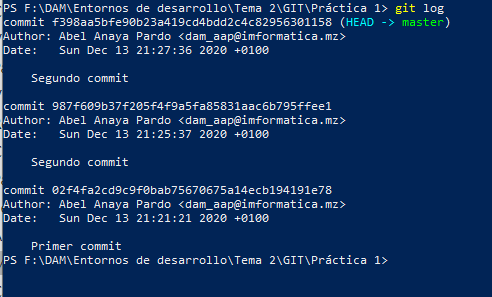 PS F:\DAM\Entornos de desarrollo\Tema 2\GIT\Práctica 1> git log
commit f398aa5bfe90b23a419cd4bdd2c4c82956301158 (HEAD -> master)
Author: Abel Anaya Pardo <dam_aap@imformatica.mz>
Date:   Sun Dec 13 21:27:36 2020 +0100
Segundo commit
commit 987f609b37f205f4f9a5fa85831aac6b795ffee1
Author: Abel Anaya Pardo <dam_aap@imformatica.mz>
Date:   Sun Dec 13 21:25:37 2020 +0100
Segundo commit
commit 02f4fa2cd9c9f0bab75670675a14ecb194191e78
Author: Abel Anaya Pardo <dam_aap@imformatica.mz>
Date:   Sun Dec 13 21:21:21 2020 +0100
Primer commit
PS F:\DAM\Entornos de desarrollo\Tema 2\GIT\Práctica 1>